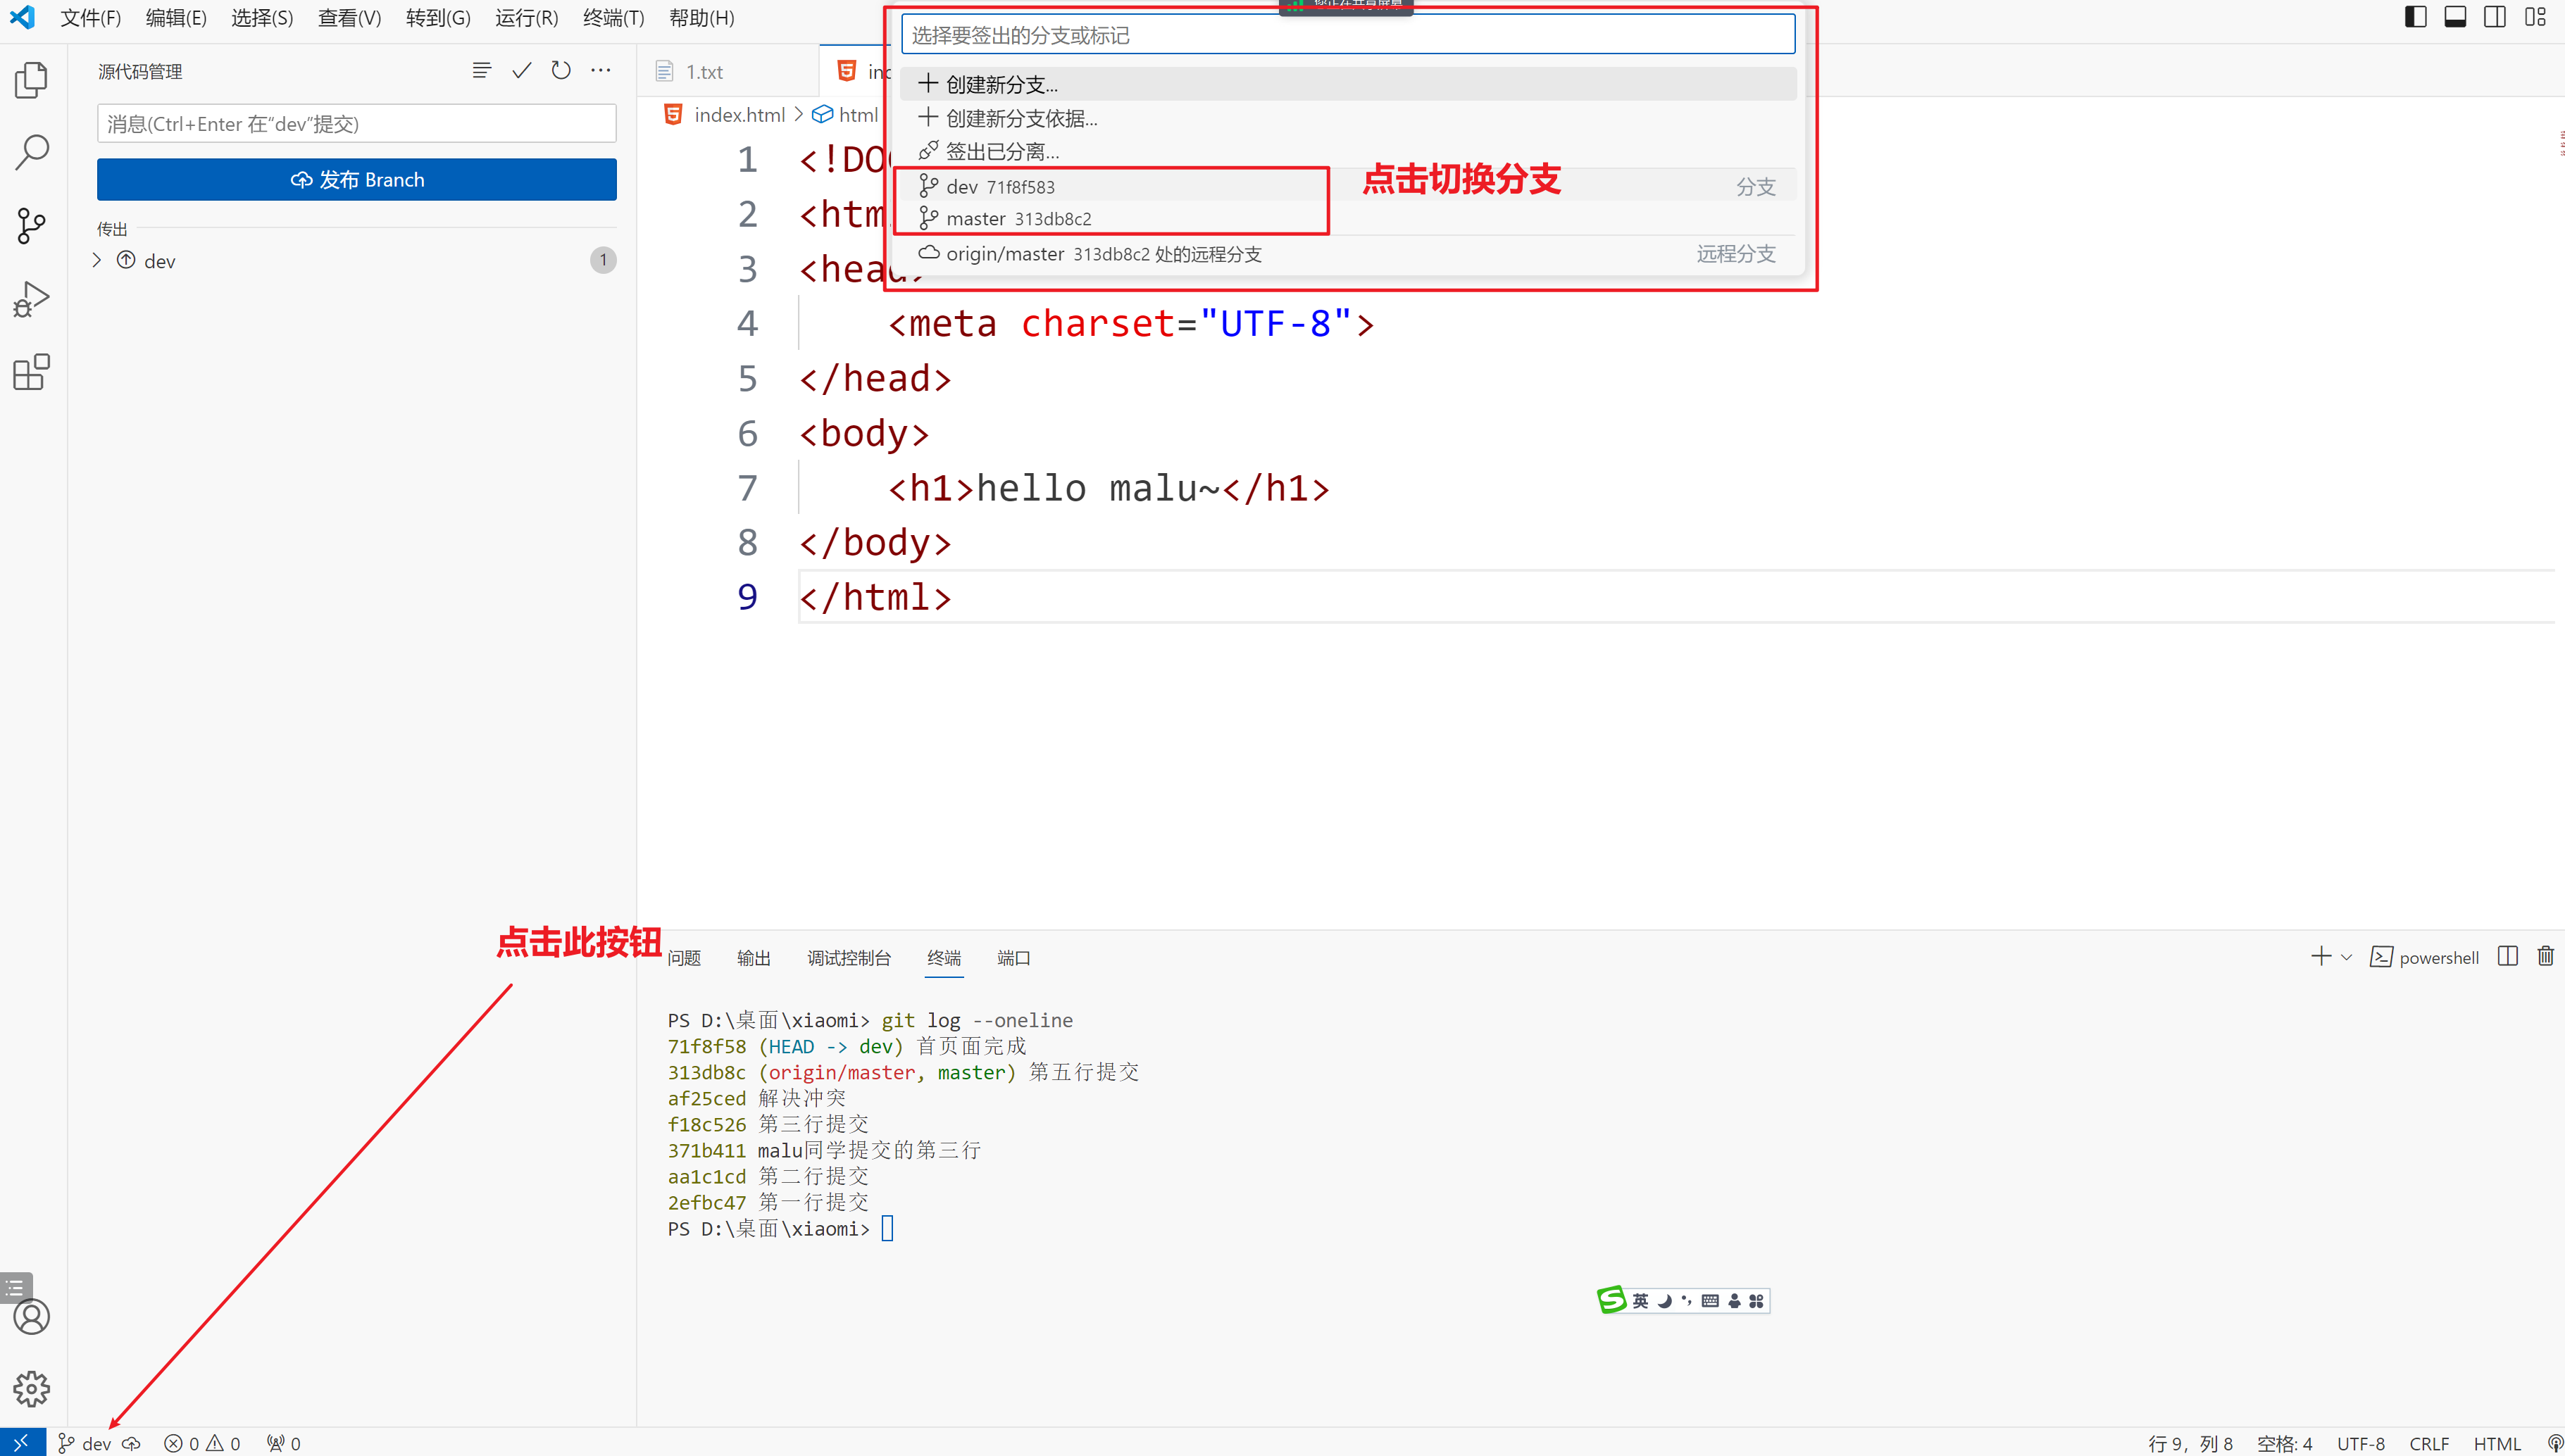 文件(F) 编辑(E) 选择(S) 查看(V) 转到(G) 运行(R) 终端(T) 帮助(H)
选择要签出的分支或标记
创建新分支...
创建新分支依据...
签出已分离...
dev 71f8f583 分支
master 313db8c2
origin/master 313db8c2 处的远程分支 远程分支
点击切换分支
源代码管理
消息(Ctrl+Enter 在“dev”提交)
发布 Branch
传出
dev 1
1.txt
index.html > html
1 <!DO
2 <htm
3 <head>
4 <meta charset="UTF-8">
5 </head>
6 <body>
7 <h1>hello malu~</h1>
8 </body>
9 </html>
点击此按钮
问题 输出 调试控制台 终端 端口
powershell
PS D:\桌面\xiaomi> git log --oneline
71f8f58 (HEAD -> dev) 首页面完成
313db8c (origin/master, master) 第五行提交
af25ced 解决冲突
f18c526 第三行提交
371b411 malu同学提交的第三行
aa1c1cd 第二行提交
2efbc47 第一行提交
PS D:\桌面\xiaomi>
英
dev 0 0 0
行 9，列 8 空格: 4 UTF-8 CRLF HTML